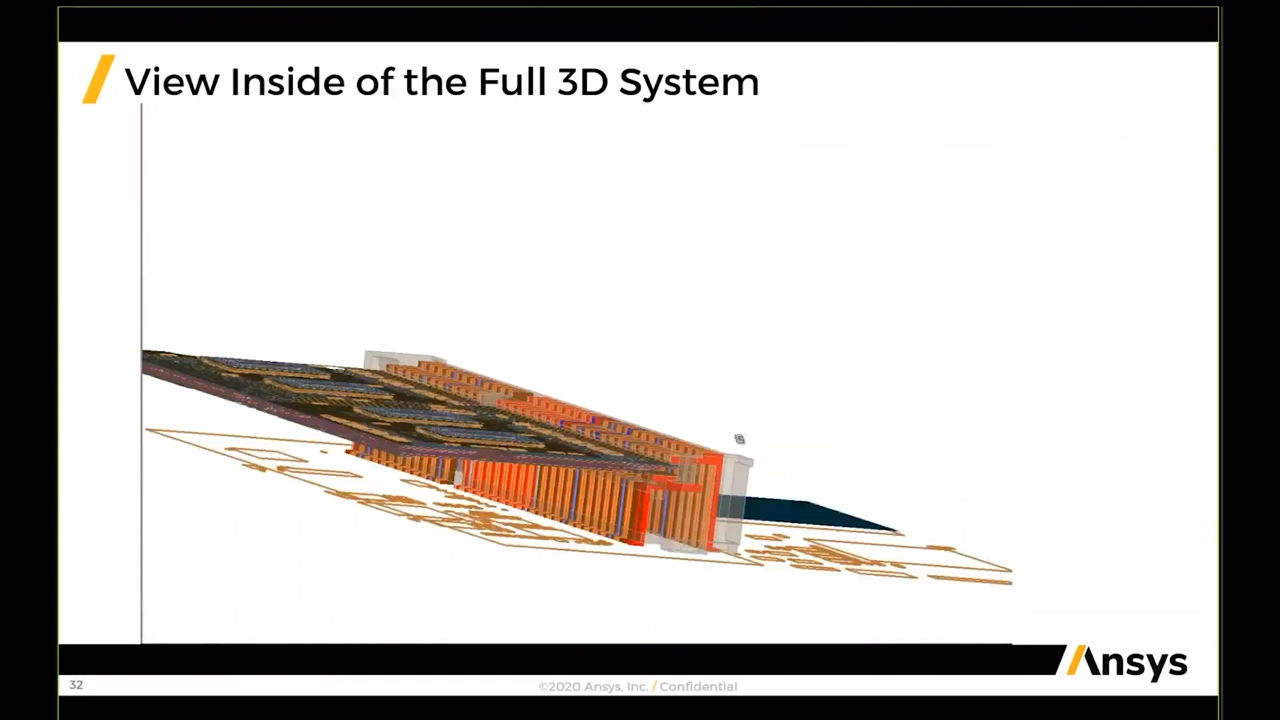 View Inside of the Full 3D System
Ansys
32
©2020 Ansys, Inc. / Confidential